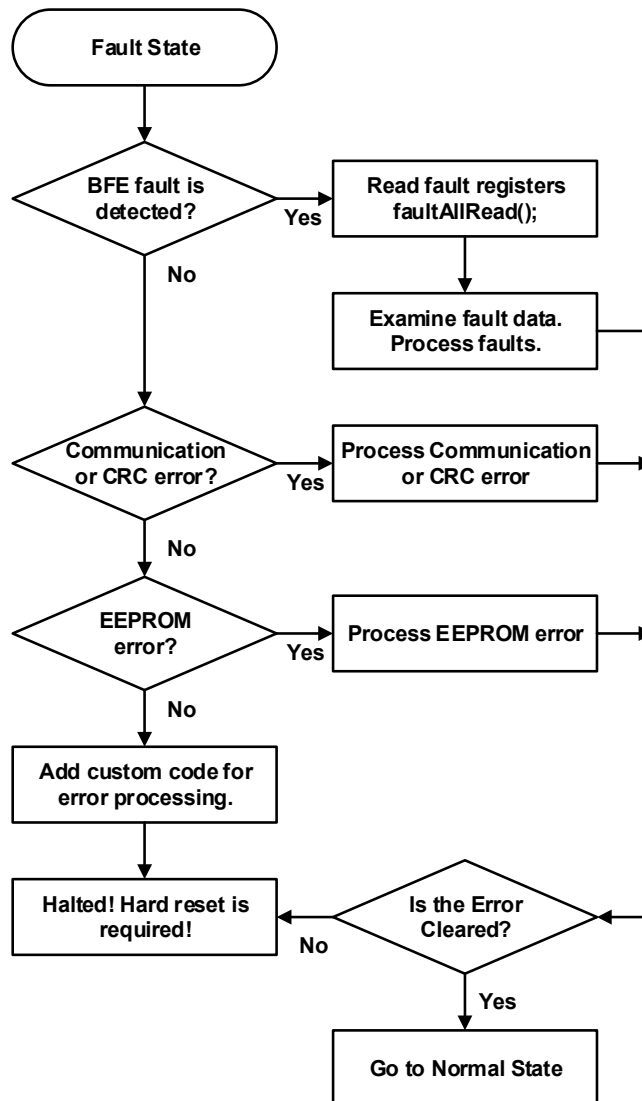 Fault State
BFE fault is
detected?
Yes
Read fault registers
faultAllRead();
No
Examine fault data.
Process faults.
Communication
or CRC error?
Yes
Process Communication
or CRC error
No
EEPROM
error?
Yes
Process EEPROM error
No
Add custom code for
error processing.
Halted! Hard reset is
required!
No
Is the Error
Cleared?
Yes
Go to Normal State